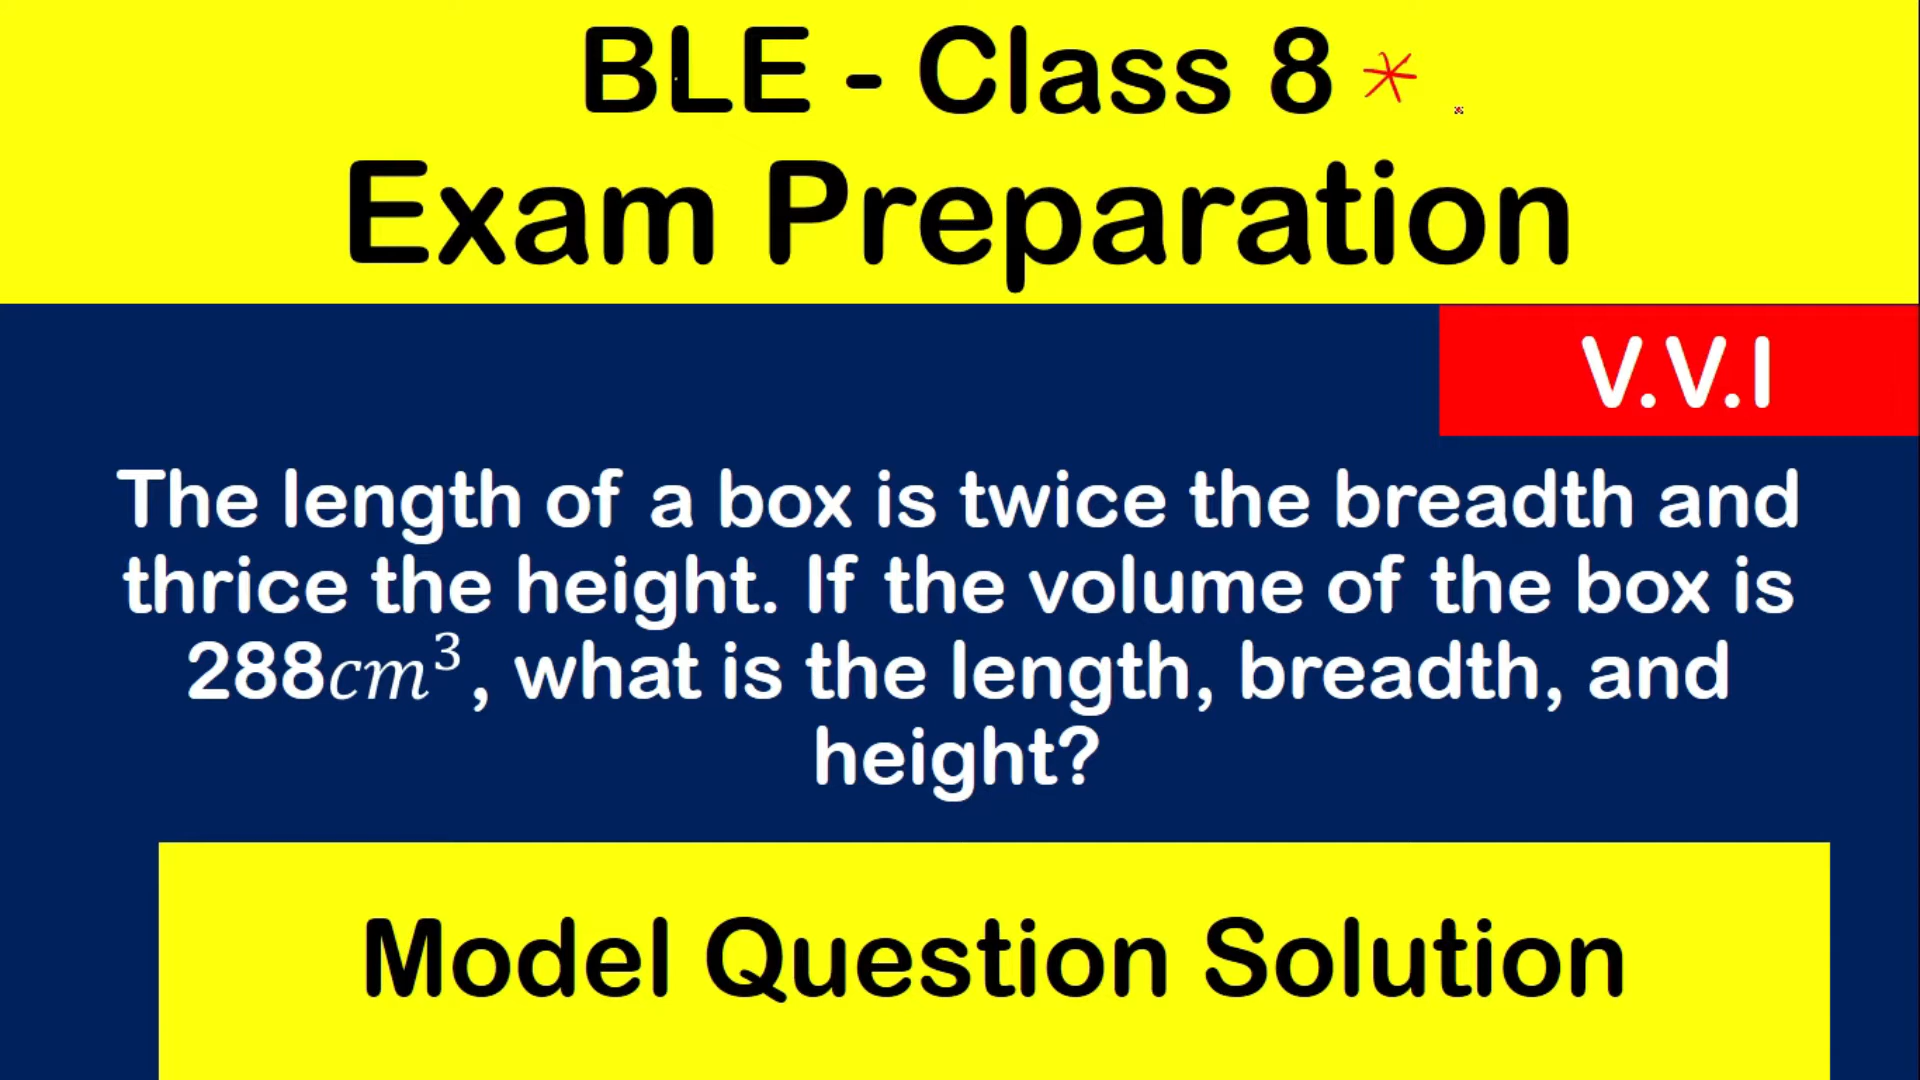 BLE - Class 8 *
Exam Preparation
V.V.I
The length of a box is twice the breadth and
thrice the height. If the volume of the box is
288cm³, what is the length, breadth, and
height?
Model Question Solution